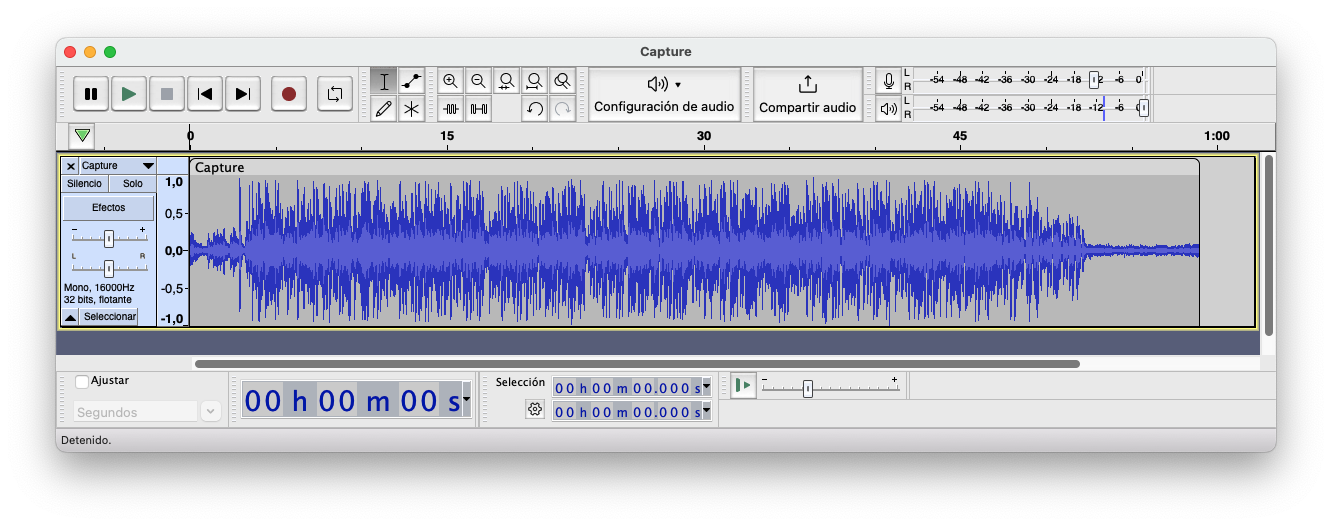 Capture
Configuración de audio
Compartir audio
L
R
-54 -48 -42 -36 -30 -24 -18 -12 -6 0
L
R
-54 -48 -42 -36 -30 -24 -18 -12 -6 0
0 15 30 45 1:00
Capture
Silencio Solo
Efectos
- +
L R
Mono, 16000Hz
32 bits, flotante
Seleccionar
1,0
0,5
0,0
-0,5
-1,0
Capture
Ajustar
Segundos
00 h 00 m 00 s
Selección
00 h 00 m 00.000 s
00 h 00 m 00.000 s
- +
Detenido.